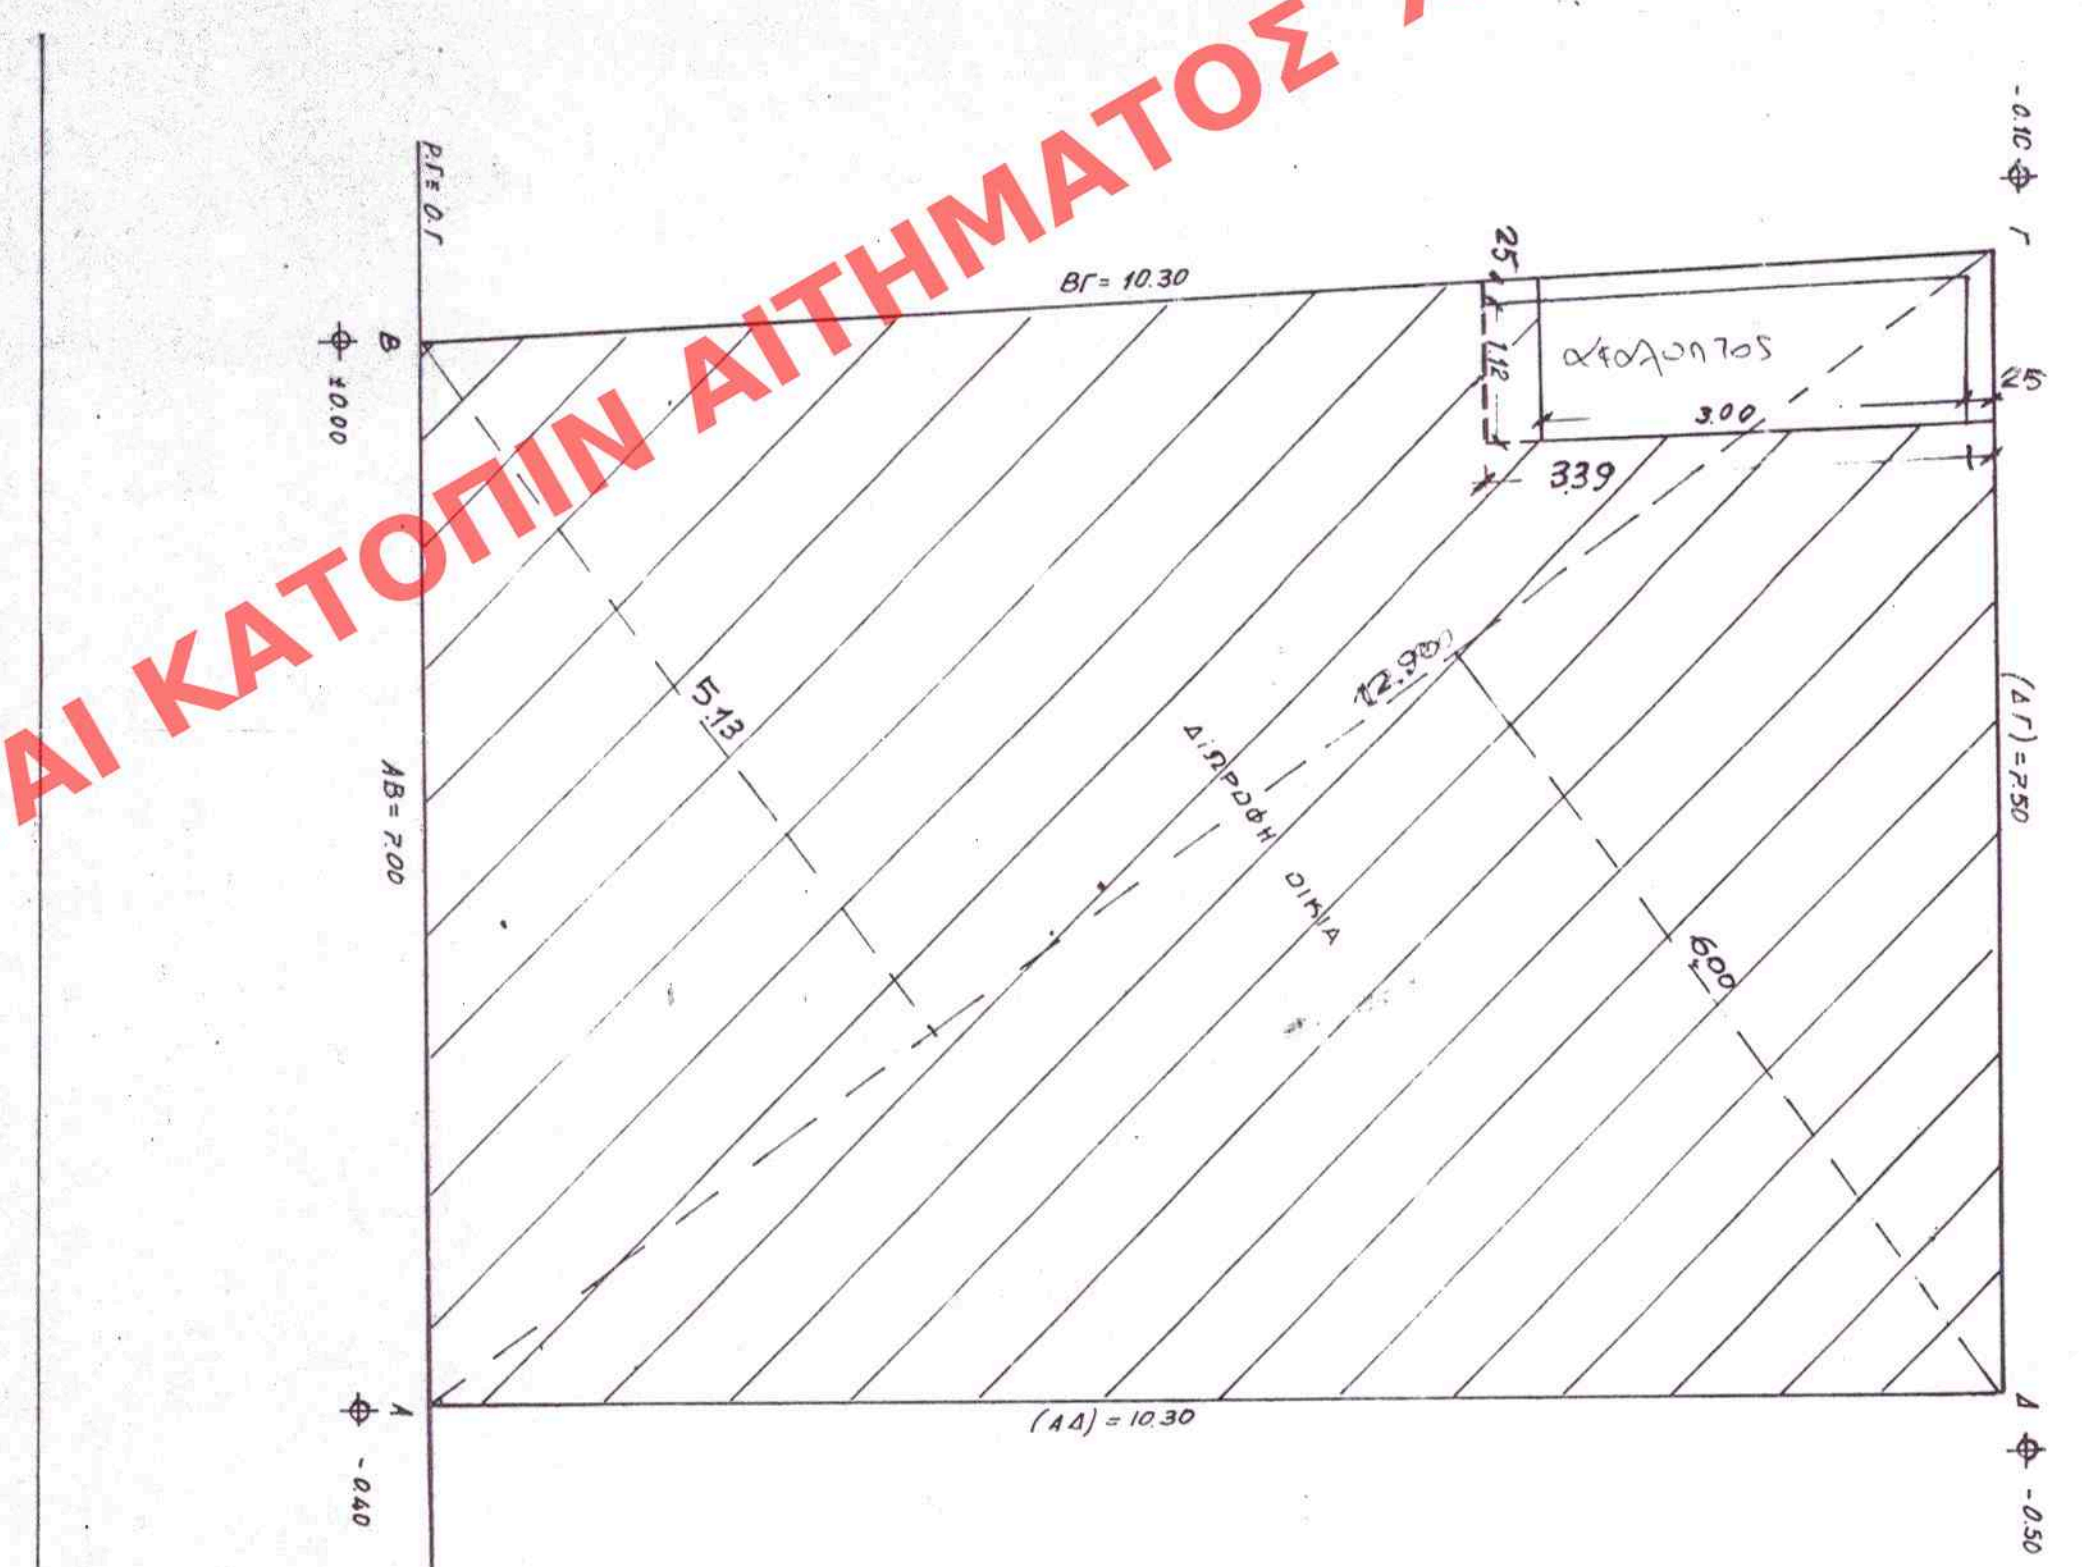 ΑΙ ΚΑΤΟΠΙΝ ΑΙΤΗΜΑΤΟΣ
-0.10
Γ
Ρ.Γ= Ο.Γ
ΒΓ= 10.30
25
1.12
ακαλυπτος
25
3.00
3.39
Β
±0.00
12.90
5.13
(ΔΓ)=7.50
ΑΒ= 7.00
ΔΙΩΡΟΦΗ ΟΙΚΙΑ
6.00
Α
-0.40
(ΑΔ) = 10.30
Δ
-0.50